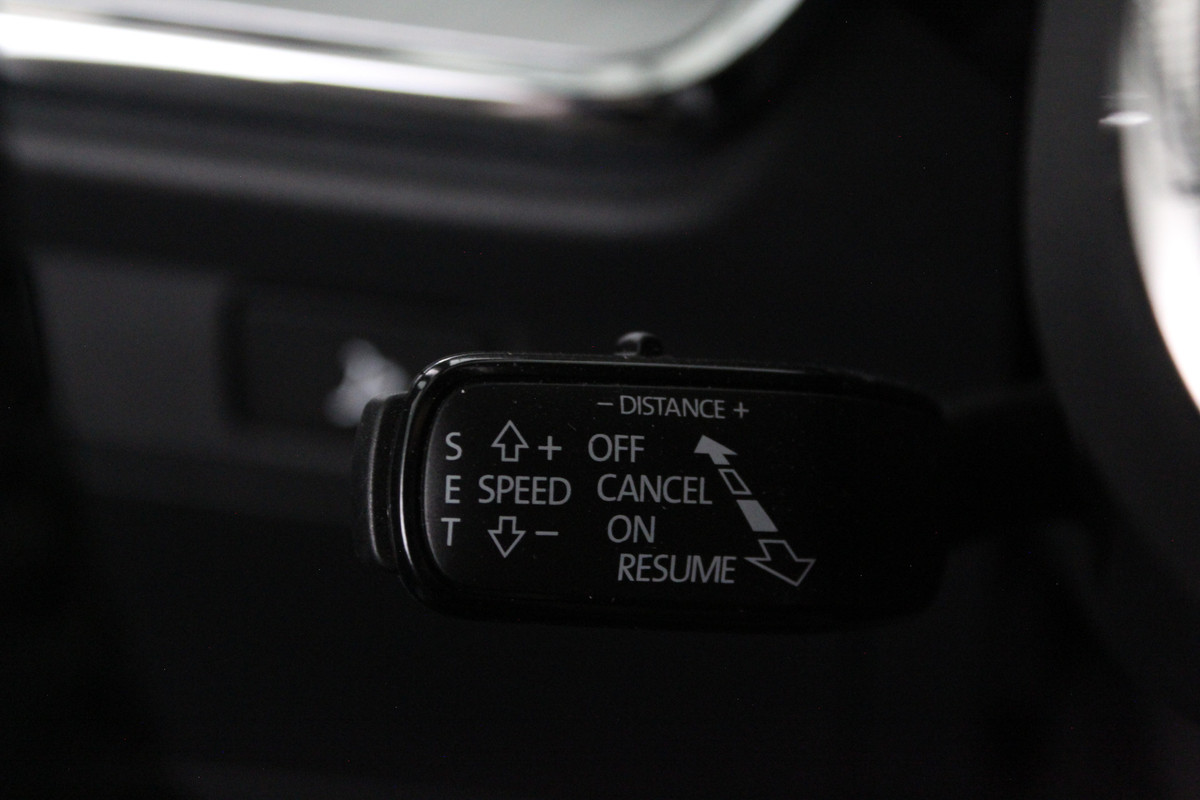 − DISTANCE +
S + OFF
E SPEED CANCEL
T − ON
RESUME